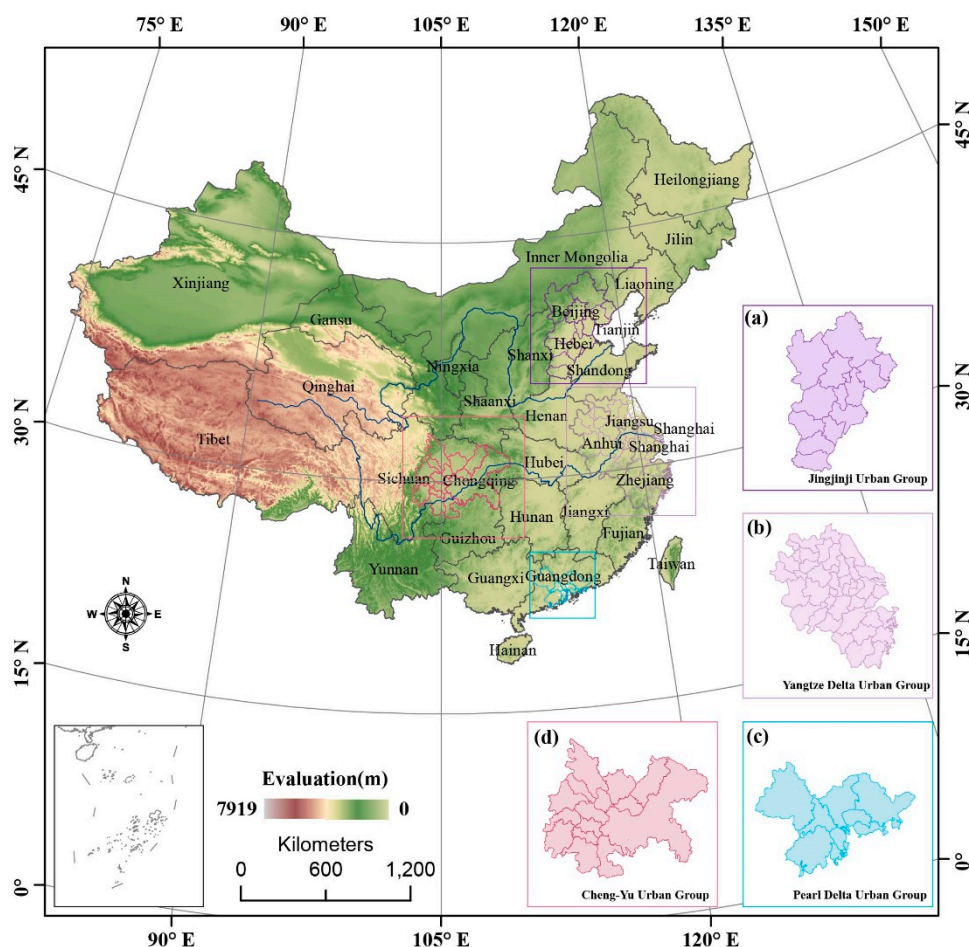 75° E
90° E
105° E
120° E
135° E
150° E
45° N
30° N
15° N
0°
45° N
30° N
15° N
0°
90° E
105° E
120° E
Heilongjiang
Jilin
Inner Mongolia
Liaoning
Xinjiang
Gansu
Beijing
Tianjin
Hebei
Shanxi
Ningxia
Shandong
Qinghai
Shaanxi
Henan
Jiangsu
Shanghai
Anhui
Shanghai
Tibet
Hubei
Sichuan
Chongqing
Zhejiang
Hunan
Jiangxi
Guizhou
Fujian
Yunnan
Guangxi
Guangdong
Taiwan
Hainan
N
W
E
S
(a)
Jingjinji Urban Group
(b)
Yangtze Delta Urban Group
(d)
Cheng-Yu Urban Group
(c)
Pearl Delta Urban Group
Evaluation(m)
7919
0
Kilometers
0 600 1,200